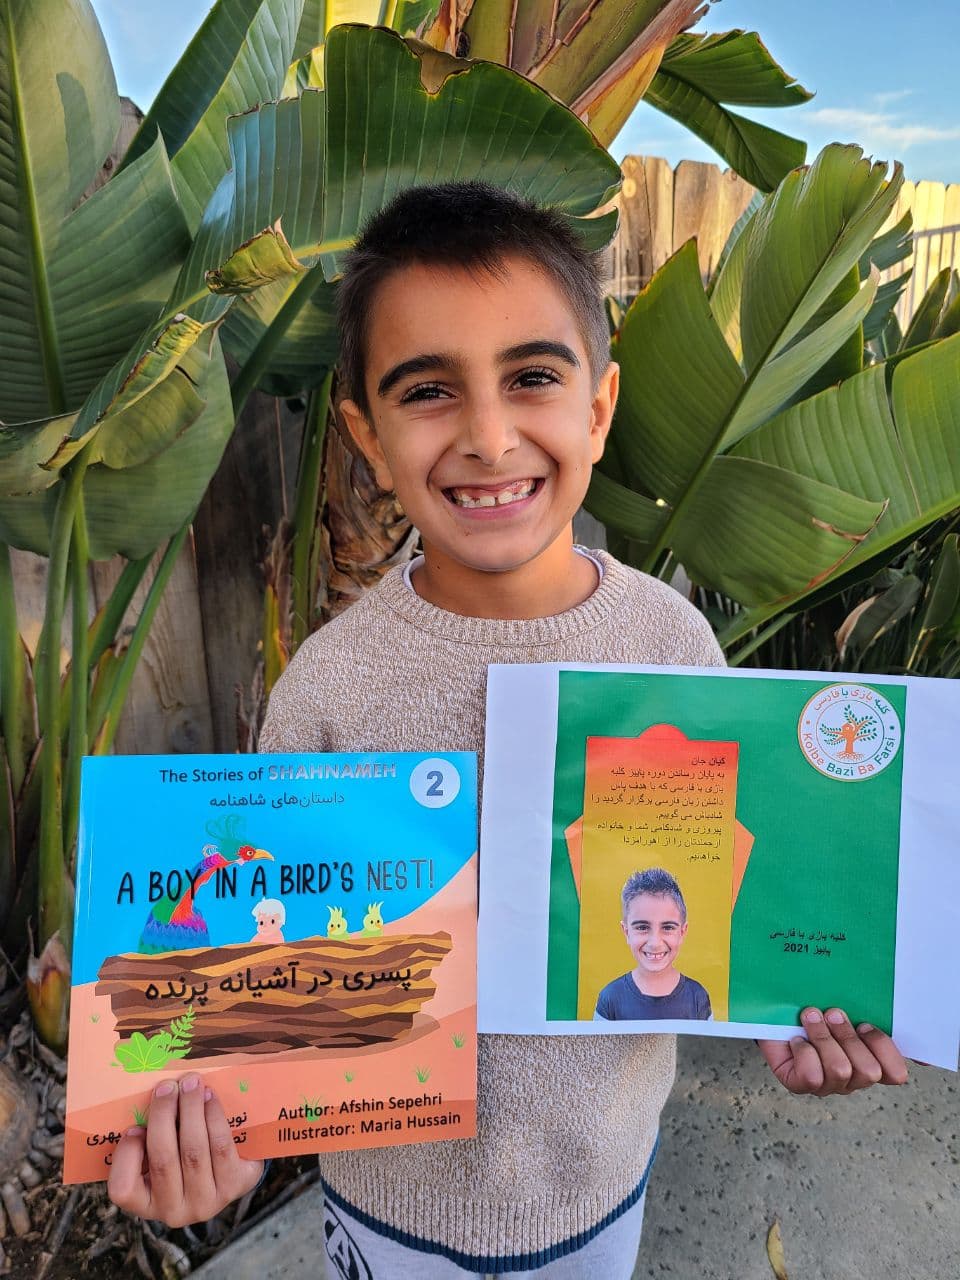 The Stories of SHAHNAMEH
2
داستان‌های شاهنامه
A BOY IN A BIRD'S NEST!
پسری در آشیانه پرنده
Author: Afshin Sepehri
Illustrator: Maria Hussain
کلبه بازی با فارسی
Kolbe Bazi Ba Farsi
کیان جان
به پایان رساندن دوره پاییز کلبه
بازی با فارسی که با هدف پاس
داشتن زبان فارسی برگزار گردید را
شادباش می گوییم.
پیروزی و شادکامی شما و خانواده
ارجمندتان را از اهورامزدا
خواهانیم.
کلبه بازی با فارسی
پاییز 2021